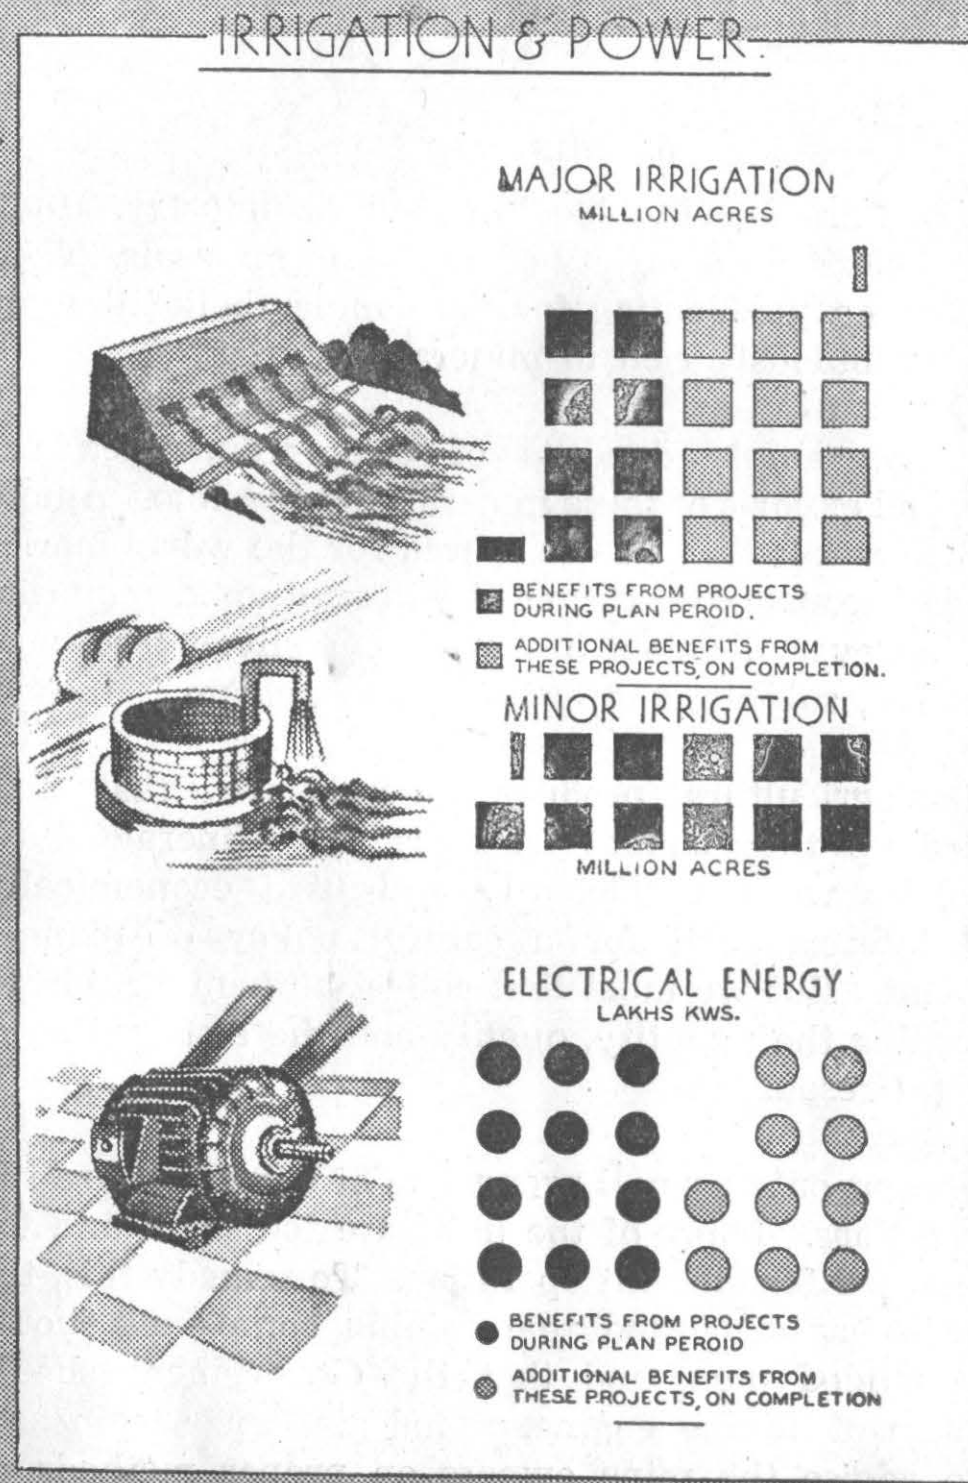 IRRIGATION & POWER.
MAJOR IRRIGATION
MILLION ACRES
BENEFITS FROM PROJECTS
DURING PLAN PEROID.
ADDITIONAL BENEFITS FROM
THESE PROJECTS, ON COMPLETION.
MINOR IRRIGATION
MILLION ACRES
ELECTRICAL ENERGY
LAKHS KWS.
BENEFITS FROM PROJECTS
DURING PLAN PEROID
ADDITIONAL BENEFITS FROM
THESE PROJECTS, ON COMPLETION